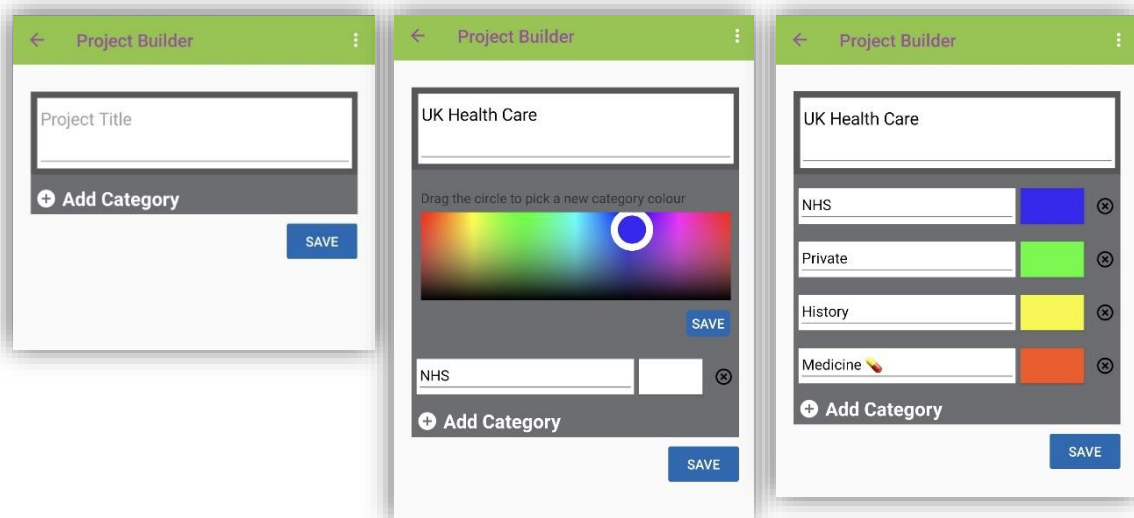 Project Builder
Project Title
Add Category
SAVE
Project Builder
UK Health Care
Drag the circle to pick a new category colour
SAVE
NHS
Add Category
SAVE
Project Builder
UK Health Care
NHS
Private
History
Medicine 💊
Add Category
SAVE